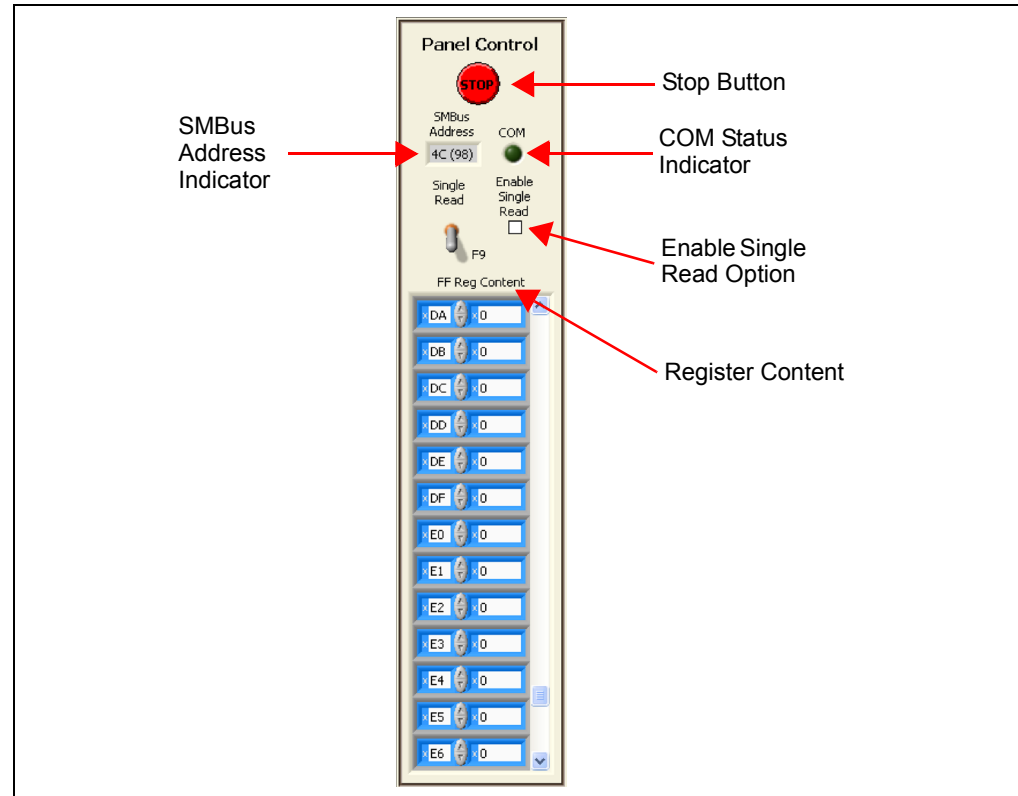 Panel Control
STOP
Stop Button
SMBus
Address
COM
4C (98)
SMBus
Address
Indicator
COM Status
Indicator
Single
Read
Enable
Single
Read
F9
Enable Single
Read Option
FF Reg Content
Register Content
x DA x 0
x DB x 0
x DC x 0
x DD x 0
x DE x 0
x DF x 0
x E0 x 0
x E1 x 0
x E2 x 0
x E3 x 0
x E4 x 0
x E5 x 0
x E6 x 0